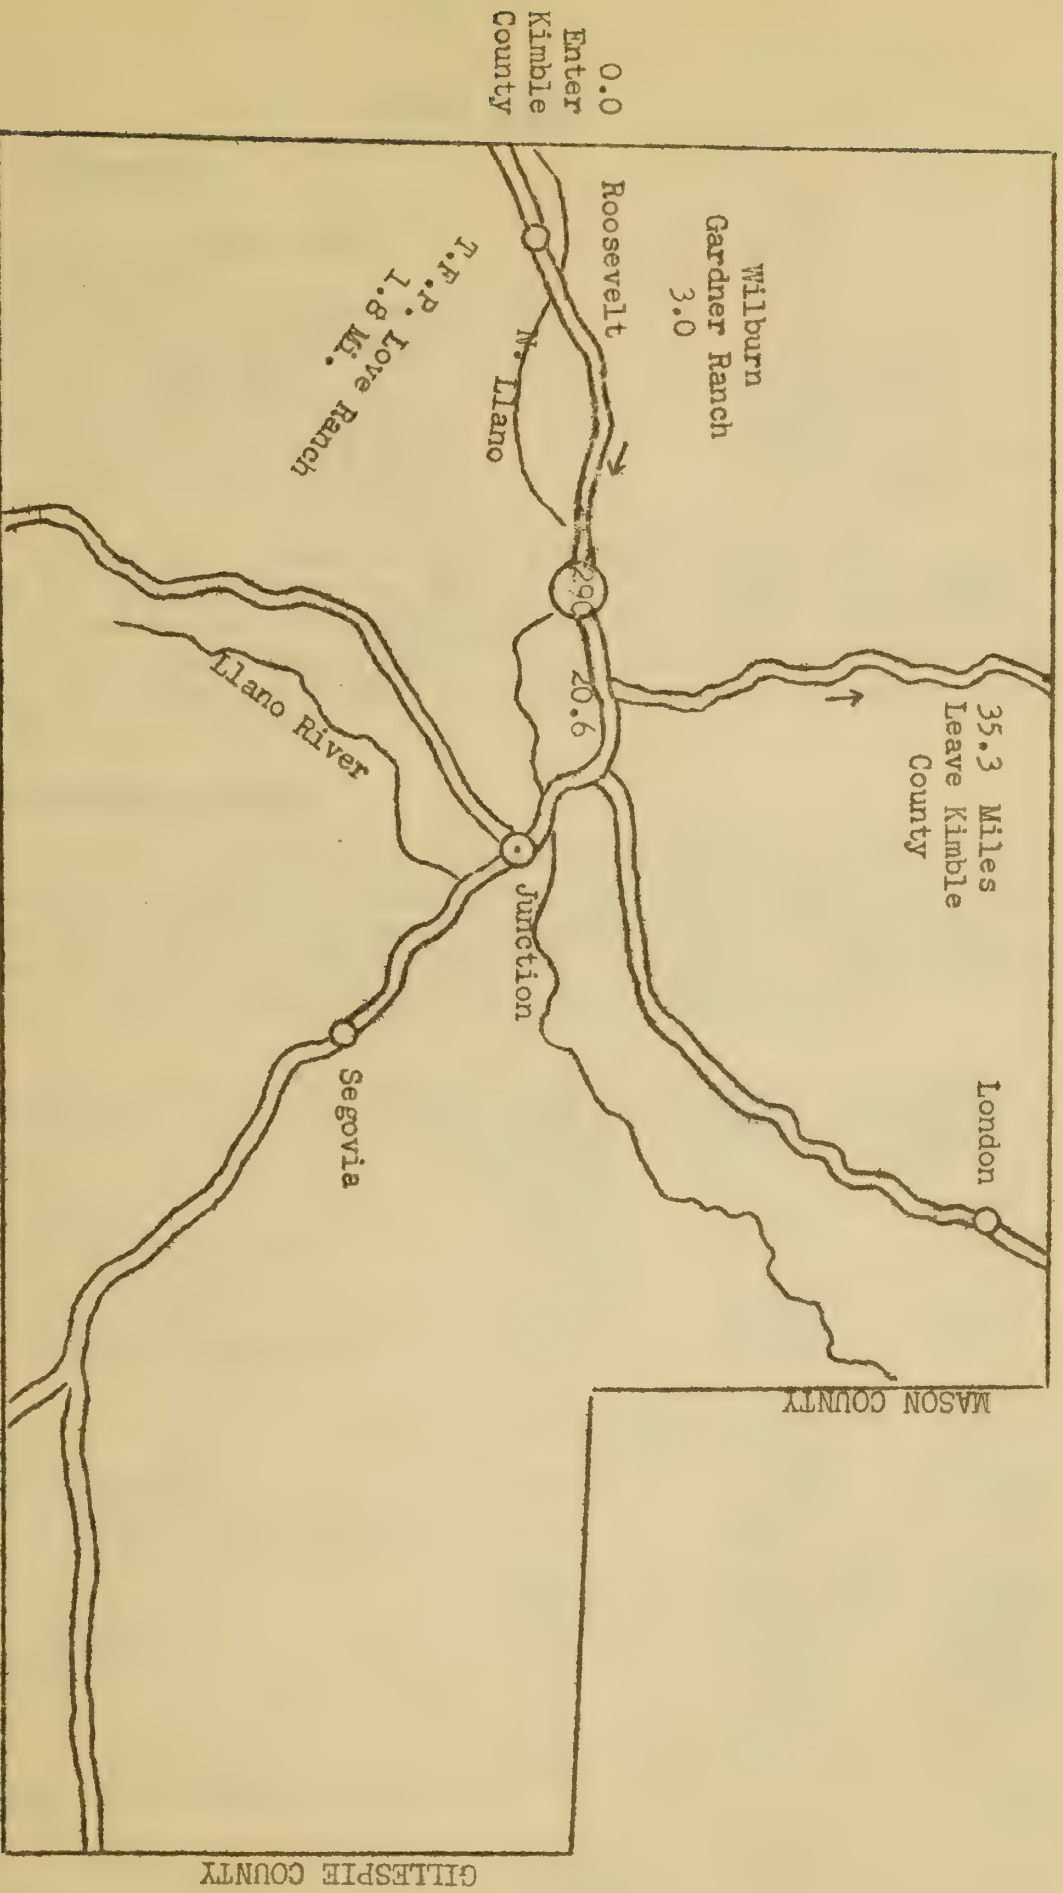 0.0
Enter
Kimble
County
Roosevelt
Wilburn
Gardner Ranch
3.0
T.F.P. Love Ranch
1.8 Mi.
N. Llano
290
20.6
35.3 Miles
Leave Kimble
County
Llano River
Junction
London
Segovia
MASON COUNTY
GILLESPIE COUNTY